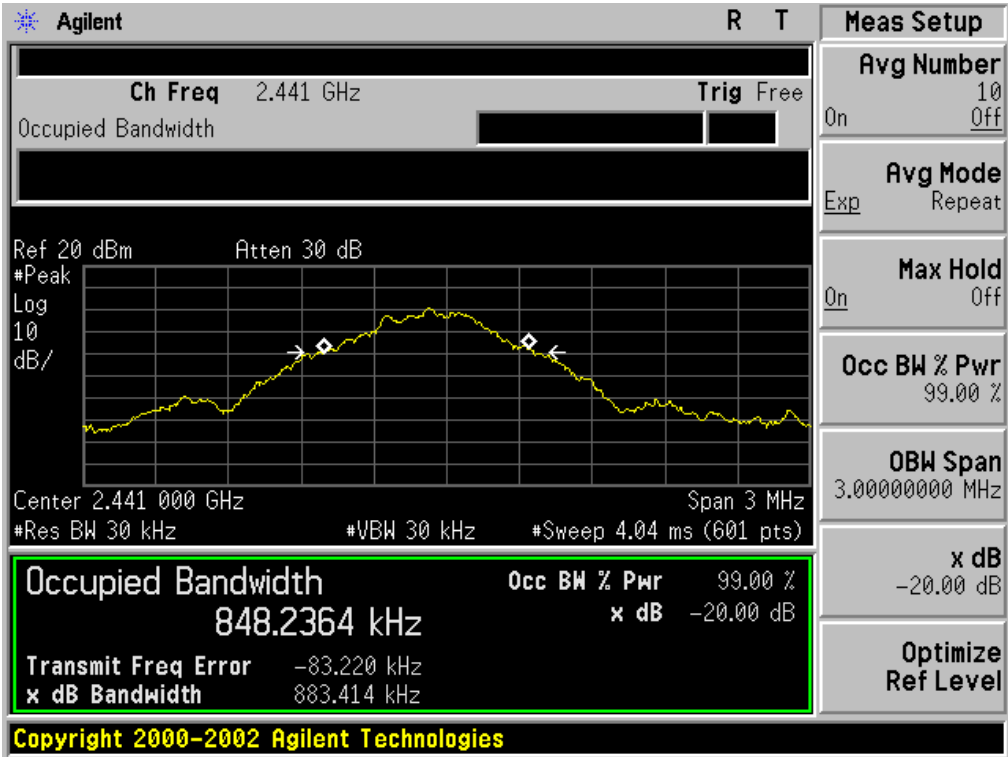 Agilent R T
Meas Setup
Ch Freq 2.441 GHz Trig Free
Occupied Bandwidth
Ref 20 dBm Atten 30 dB
#Peak
Log
10
dB/
Center 2.441 000 GHz Span 3 MHz
#Res BW 30 kHz #VBW 30 kHz #Sweep 4.04 ms (601 pts)
Occupied Bandwidth
848.2364 kHz
Occ BW % Pwr 99.00 %
x dB -20.00 dB
Transmit Freq Error -83.220 kHz
x dB Bandwidth 883.414 kHz
Avg Number
10
On Off
Avg Mode
Exp Repeat
Max Hold
On Off
Occ BW % Pwr
99.00 %
OBW Span
3.00000000 MHz
x dB
-20.00 dB
Optimize
Ref Level
Copyright 2000-2002 Agilent Technologies